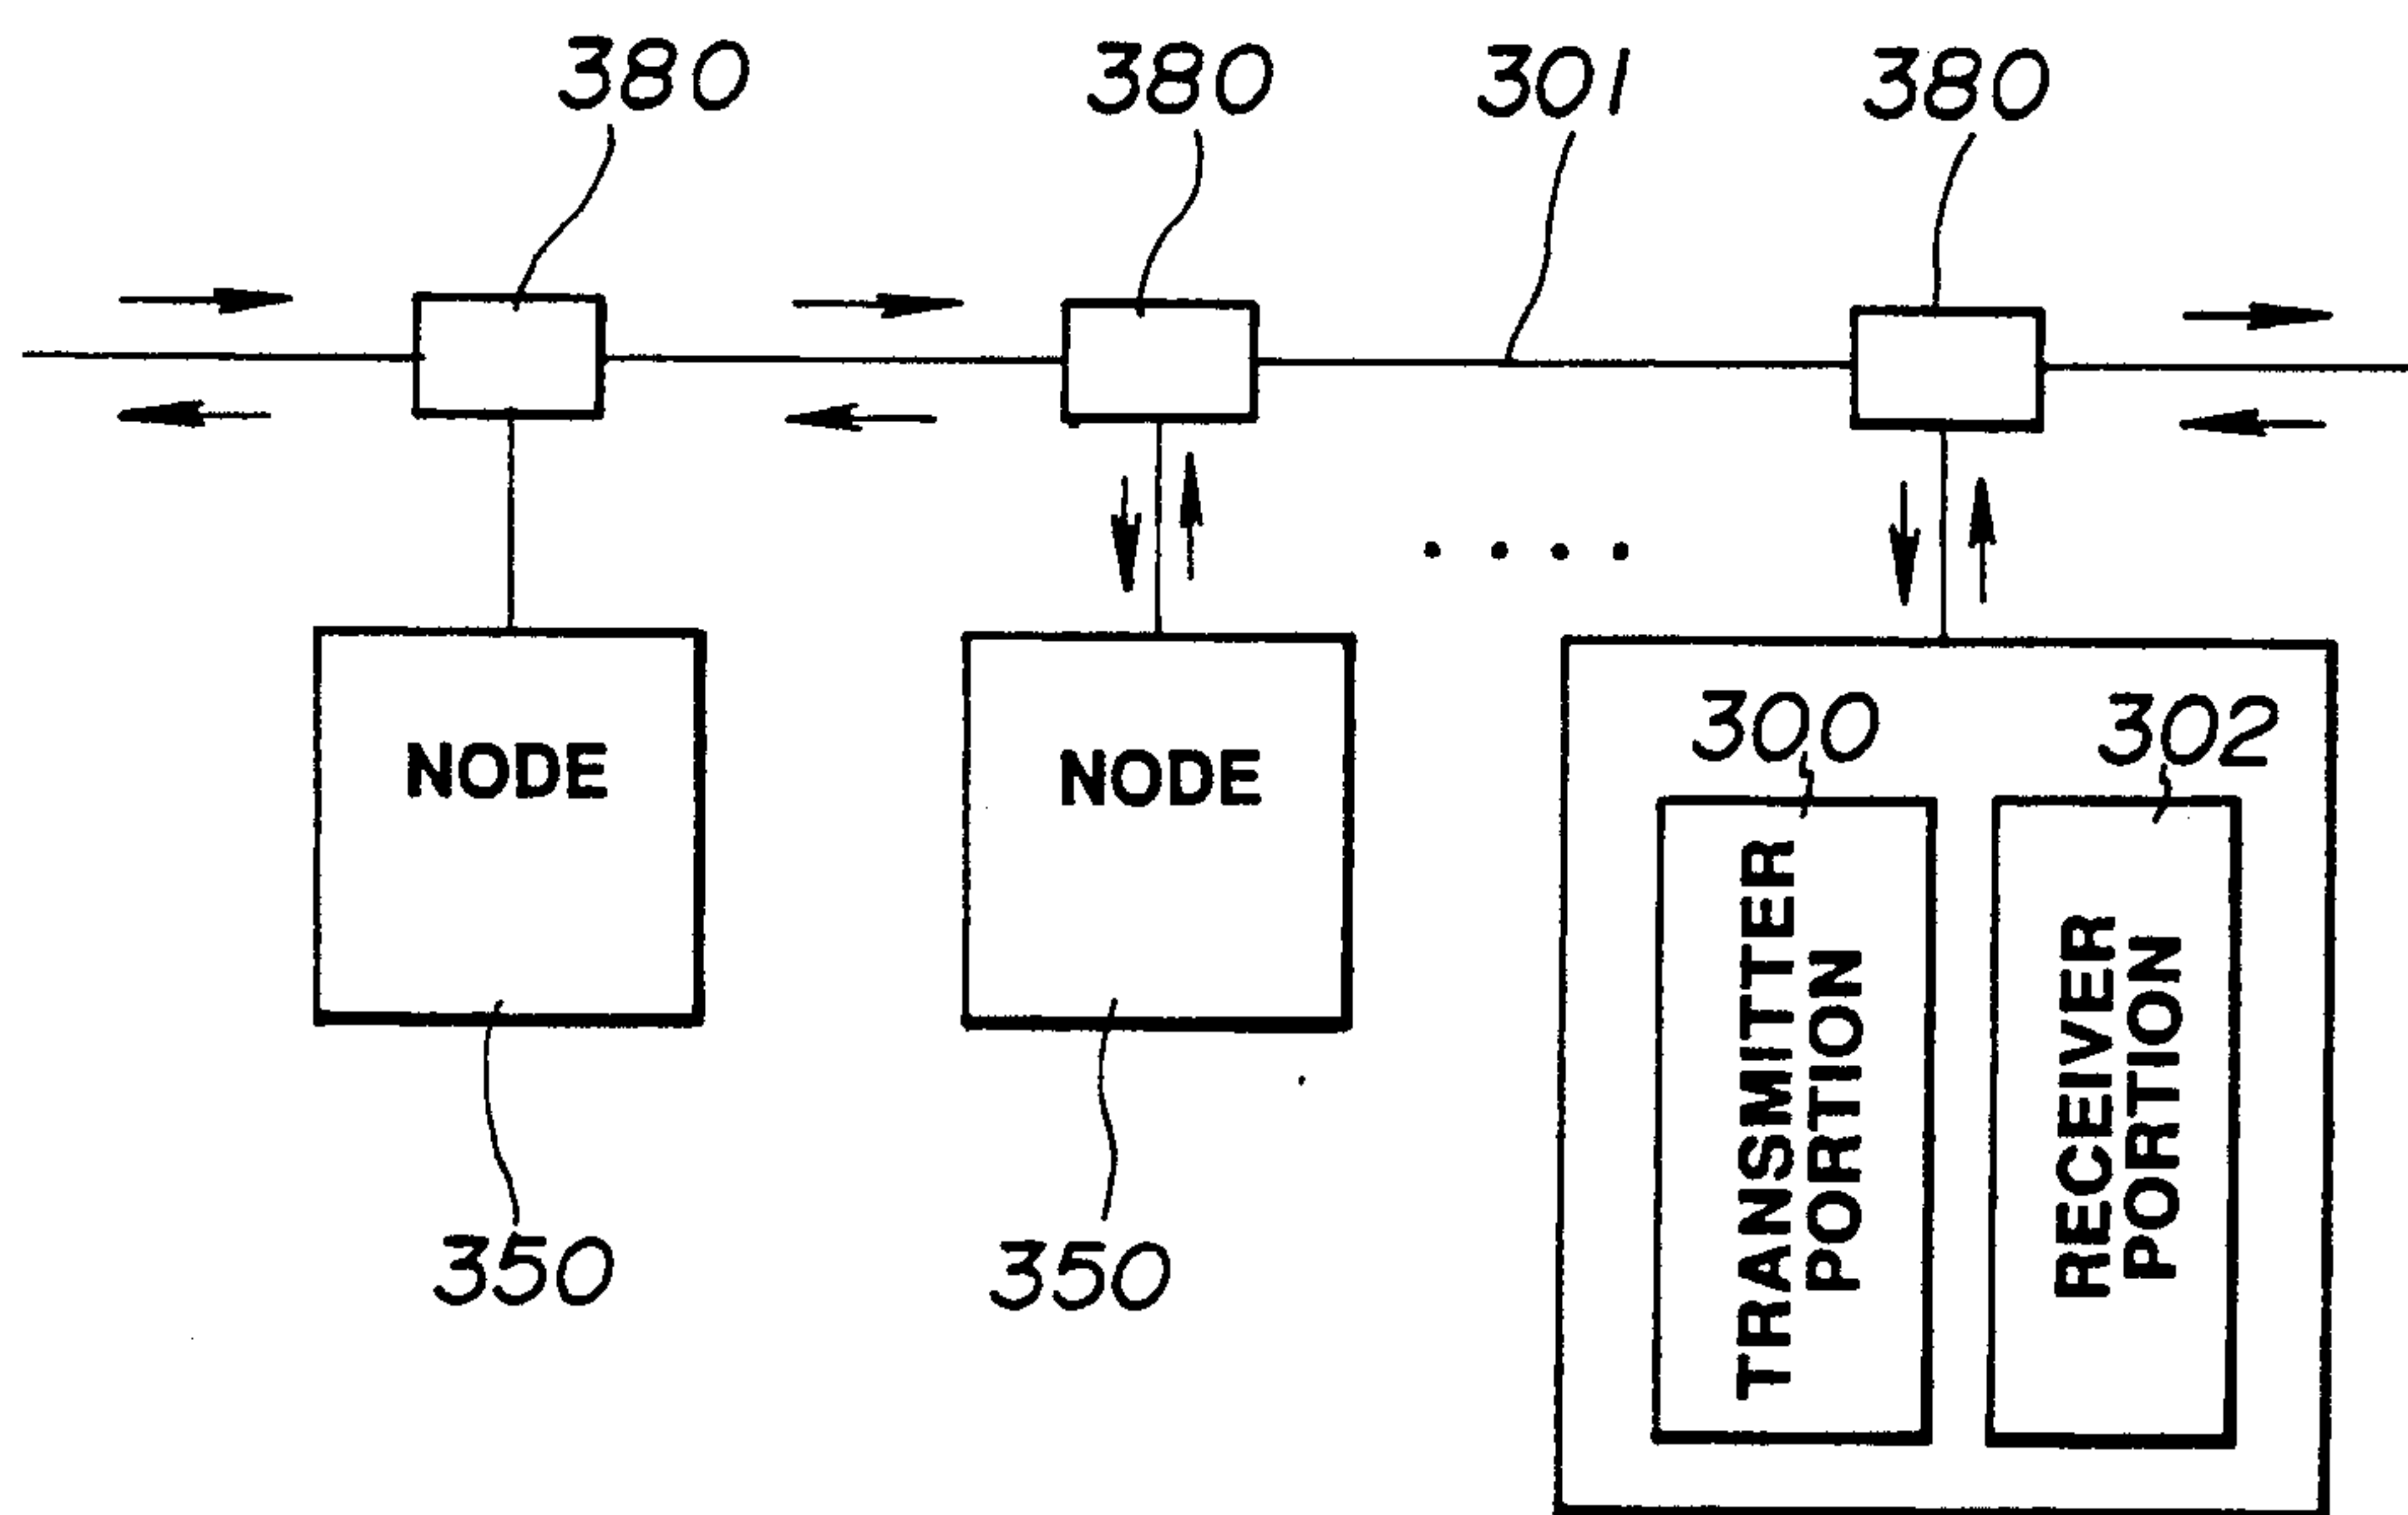 380
380
301
380
NODE
350
NODE
350
300
302
TRANSMITTER
PORTION
RECEIVER
PORTION